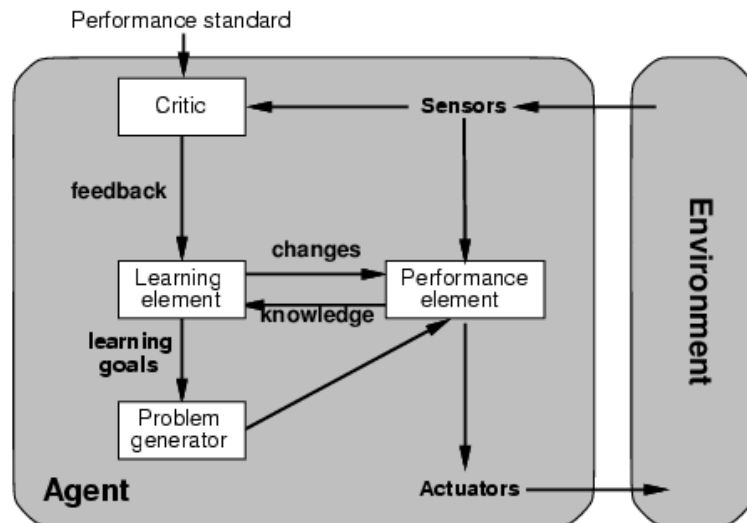 Performance standard
Critic
Sensors
feedback
changes
Learning
element
Performance
element
knowledge
learning
goals
Problem
generator
Agent
Actuators
Environment